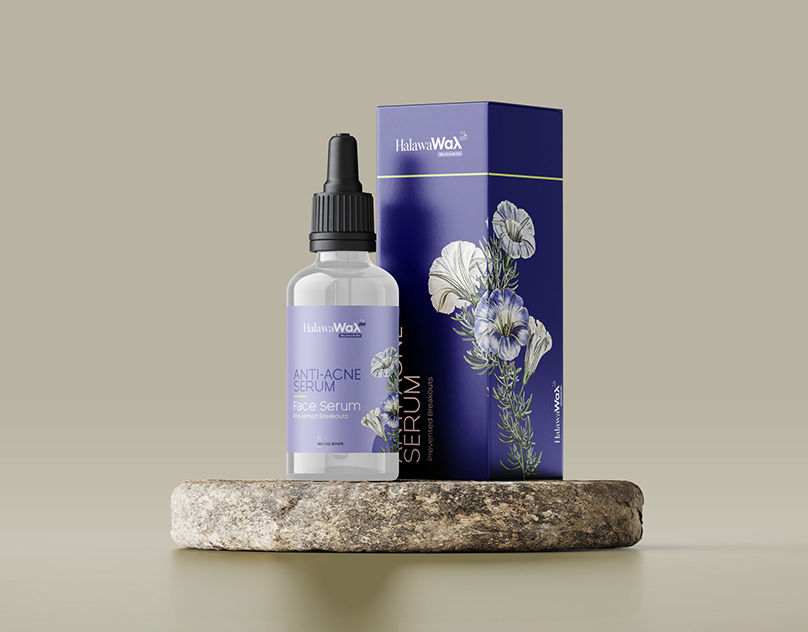 HalawaWax
ANTI-ACNE
SERUM
Face Serum
Prevented Breakouts
HalawaWax
SERUM
Prevented Breakouts
HalawaWax